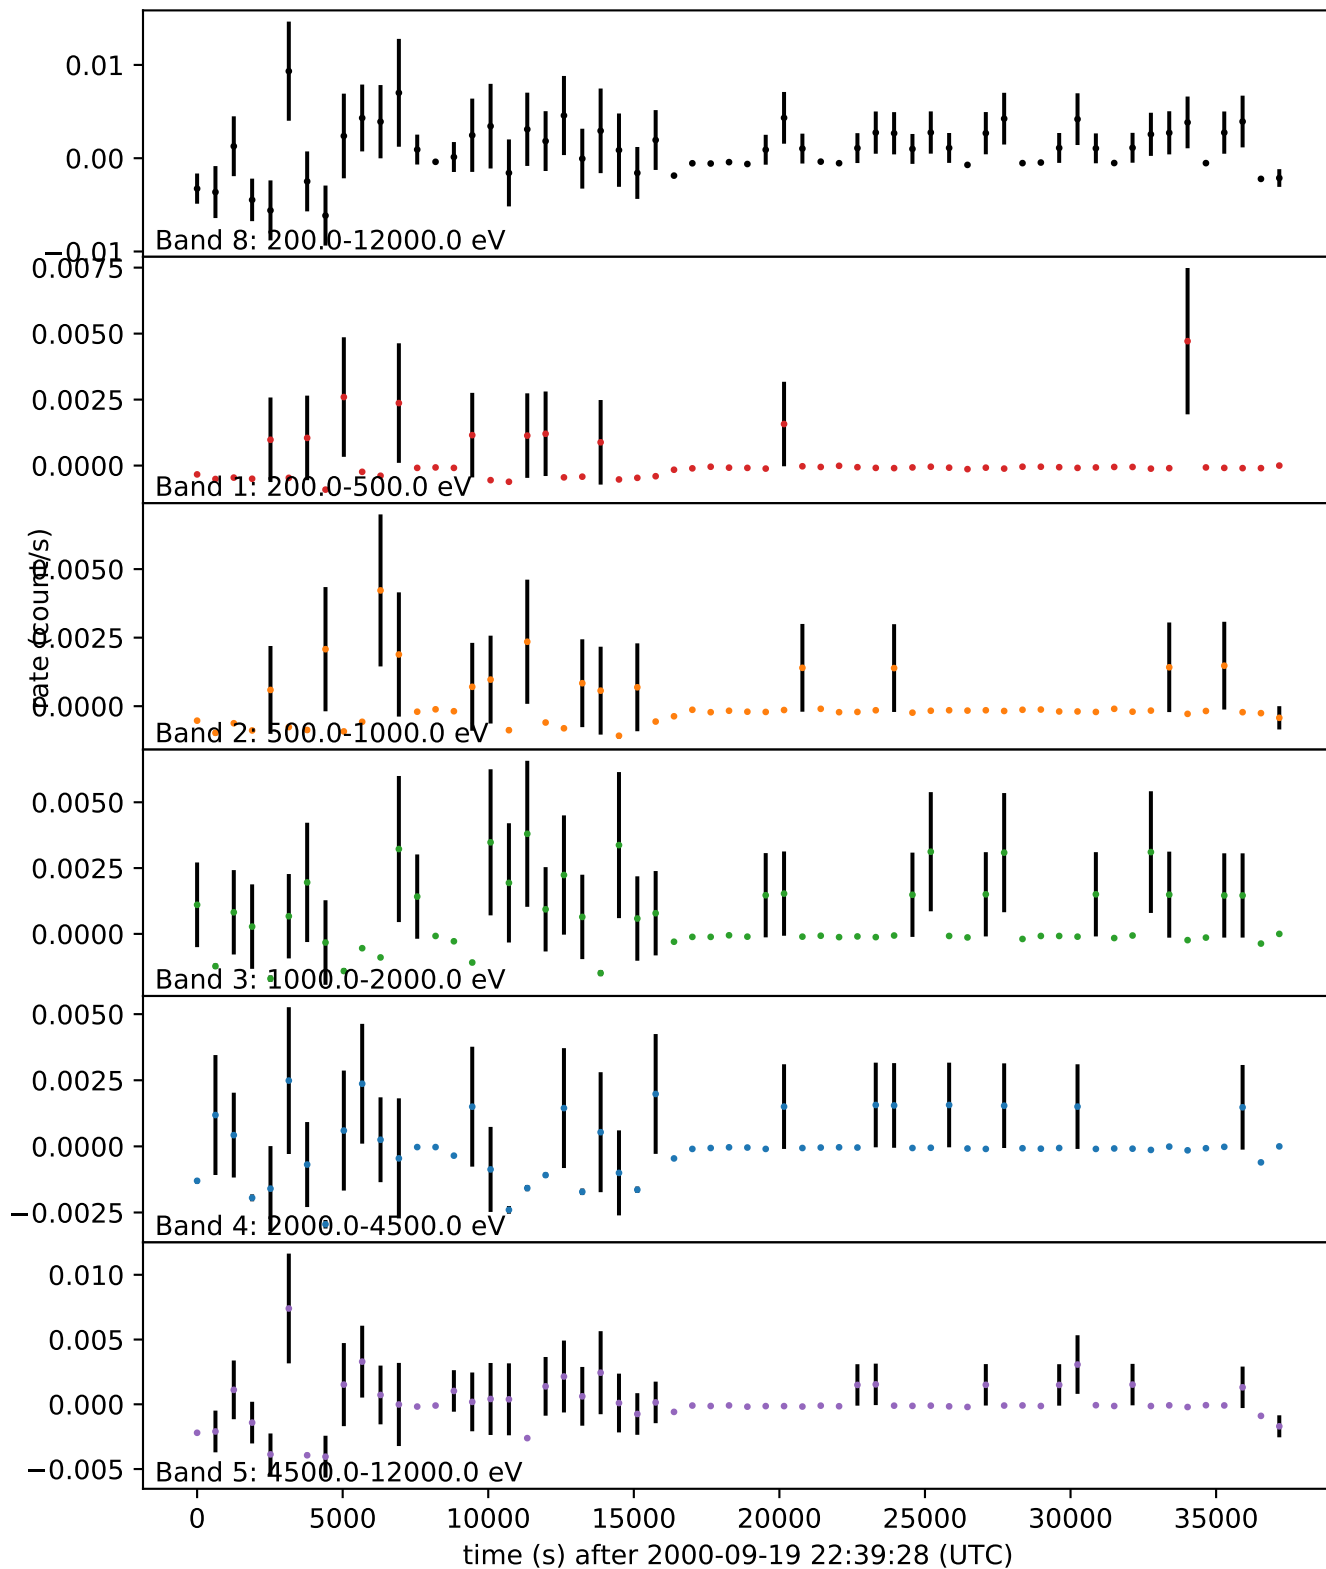 0.01
0.00
−0.01
Band 8: 200.0-12000.0 eV
0.0075
0.0050
0.0025
0.0000
Band 1: 200.0-500.0 eV
rate (count/s)
0.0050
0.0025
0.0000
Band 2: 500.0-1000.0 eV
0.0050
0.0025
0.0000
Band 3: 1000.0-2000.0 eV
0.0050
0.0025
0.0000
−0.0025
Band 4: 2000.0-4500.0 eV
0.010
0.005
0.000
−0.005
Band 5: 4500.0-12000.0 eV
0 5000 10000 15000 20000 25000 30000 35000
time (s) after 2000-09-19 22:39:28 (UTC)